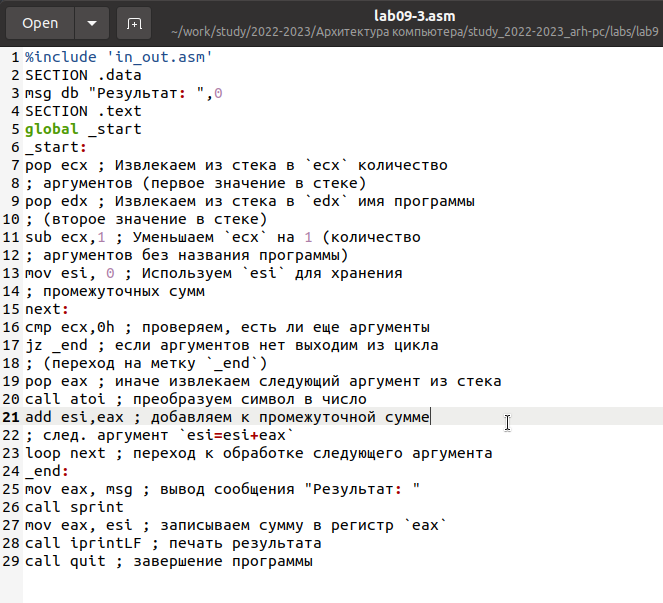 Open
lab09-3.asm
~/work/study/2022-2023/Архитектура компьютера/study_2022-2023_arh-pc/labs/lab9
1 %include 'in_out.asm'
2 SECTION .data
3 msg db "Результат: ",0
4 SECTION .text
5 global _start
6 _start:
7 pop ecx ; Извлекаем из стека в `ecx` количество
8 ; аргументов (первое значение в стеке)
9 pop edx ; Извлекаем из стека в `edx` имя программы
10 ; (второе значение в стеке)
11 sub ecx,1 ; Уменьшаем `ecx` на 1 (количество
12 ; аргументов без названия программы)
13 mov esi, 0 ; Используем `esi` для хранения
14 ; промежуточных сумм
15 next:
16 cmp ecx,0h ; проверяем, есть ли еще аргументы
17 jz _end ; если аргументов нет выходим из цикла
18 ; (переход на метку `_end`)
19 pop eax ; иначе извлекаем следующий аргумент из стека
20 call atoi ; преобразуем символ в число
21 add esi,eax ; добавляем к промежуточной сумме
22 ; след. аргумент `esi=esi+eax`
23 loop next ; переход к обработке следующего аргумента
24 _end:
25 mov eax, msg ; вывод сообщения "Результат: "
26 call sprint
27 mov eax, esi ; записываем сумму в регистр `eax`
28 call iprintLF ; печать результата
29 call quit ; завершение программы